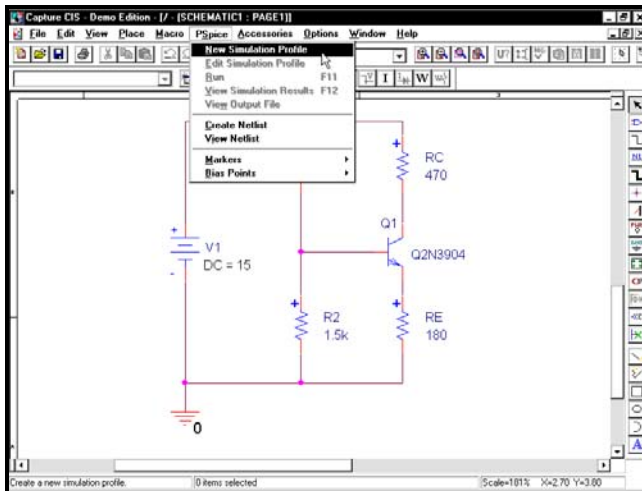 Capture CIS - Demo Edition - [/ - (SCHEMATIC1 : PAGE1)]
File Edit View Place Macro PSpice Accessories Options Window Help
New Simulation Profile
Edit Simulation Profile
Run F11
View Simulation Results F12
View Output File
Create Netlist
View Netlist
Markers
Bias Points
U?
I W
RC
470
Q1
Q2N3904
V1
DC = 15
R2
1.5k
RE
180
0
A
Create a new simulation profile. 0 items selected Scale=181% X=2.70 Y=3.80